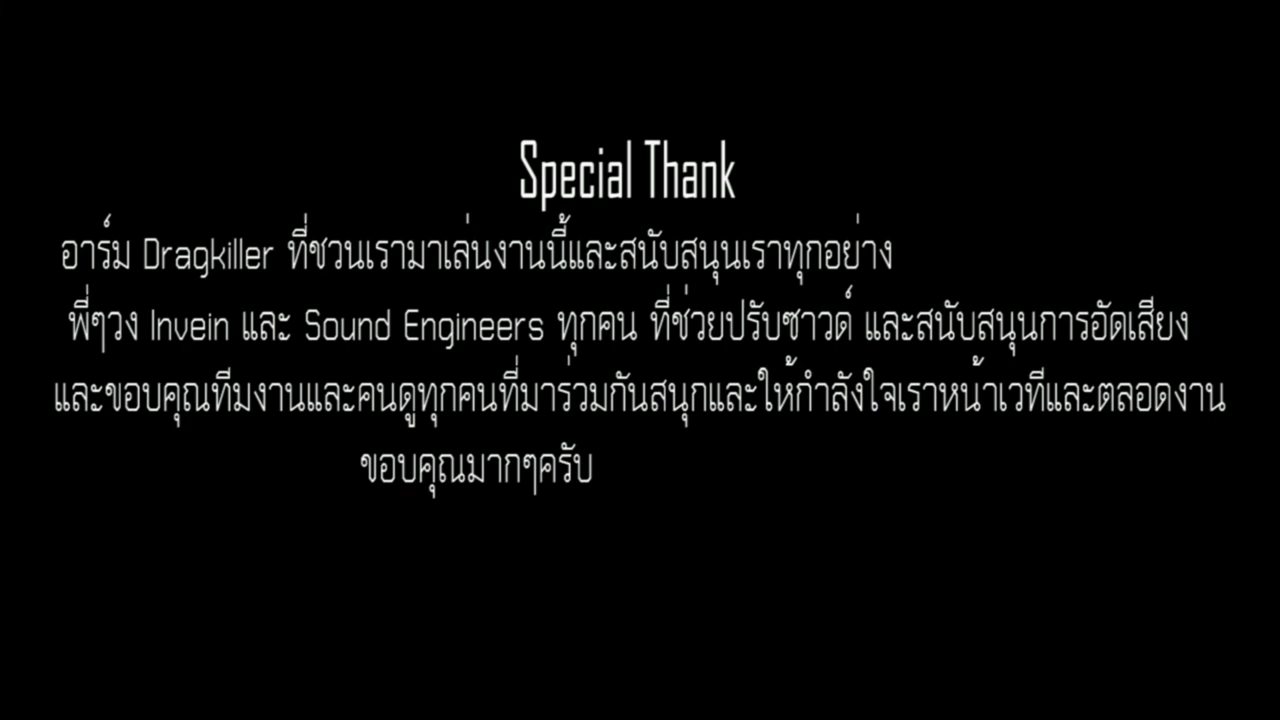 Special Thank
อาร์ม Dragkiller ที่ชวนเรามาเล่นงานนี้และสนับสนุนเราทุกอย่าง
พี่ๆวง Invein และ Sound Engineers ทุกคน ที่ช่วยปรับซาวด์ และสนับสนุนการอัดเสียง
และขอบคุณทีมงานและคนดูทุกคนที่มาร่วมกันสนุกและให้กำลังใจเราหน้าเวทีและตลอดงาน
ขอบคุณมากๆครับ